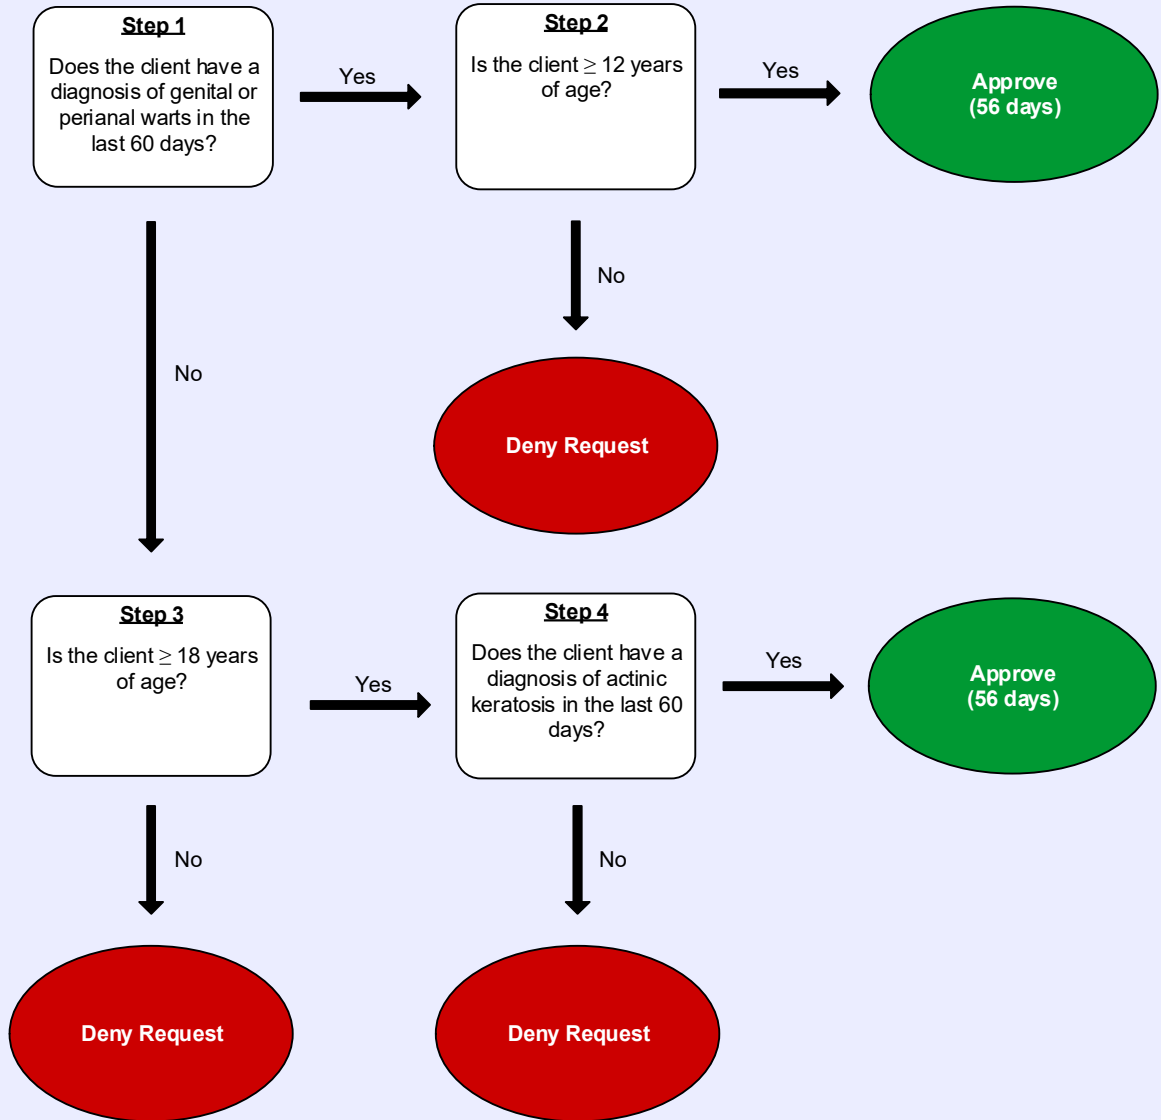 Step 1
Does the client have a
diagnosis of genital or
perianal warts in the
last 60 days?
Yes
Step 2
Is the client ≥ 12 years
of age?
Yes
Approve
(56 days)
No
Deny Request
No
Step 3
Is the client ≥ 18 years
of age?
Yes
Step 4
Does the client have a
diagnosis of actinic
keratosis in the last 60
days?
Yes
Approve
(56 days)
No
Deny Request
No
Deny Request